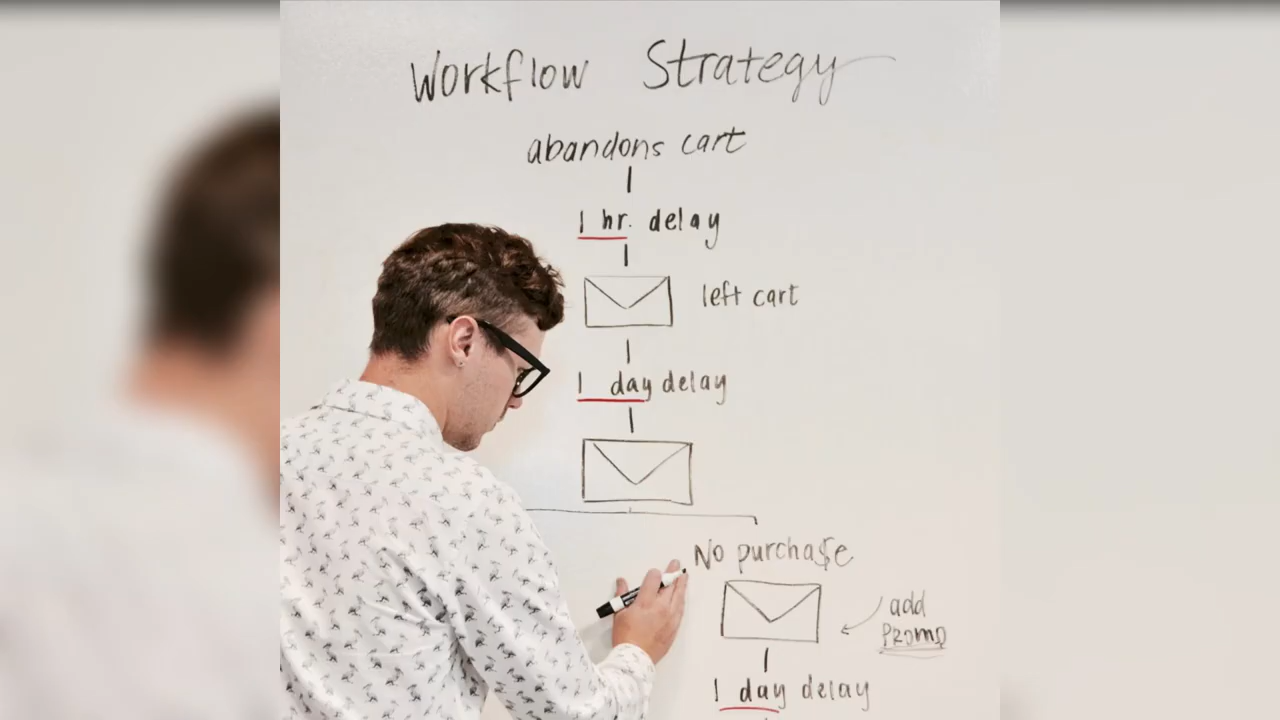 Workflow Strategy
abandons cart
1 hr. delay
left cart
1 day delay
No purchase
add
PROMO
1 day delay